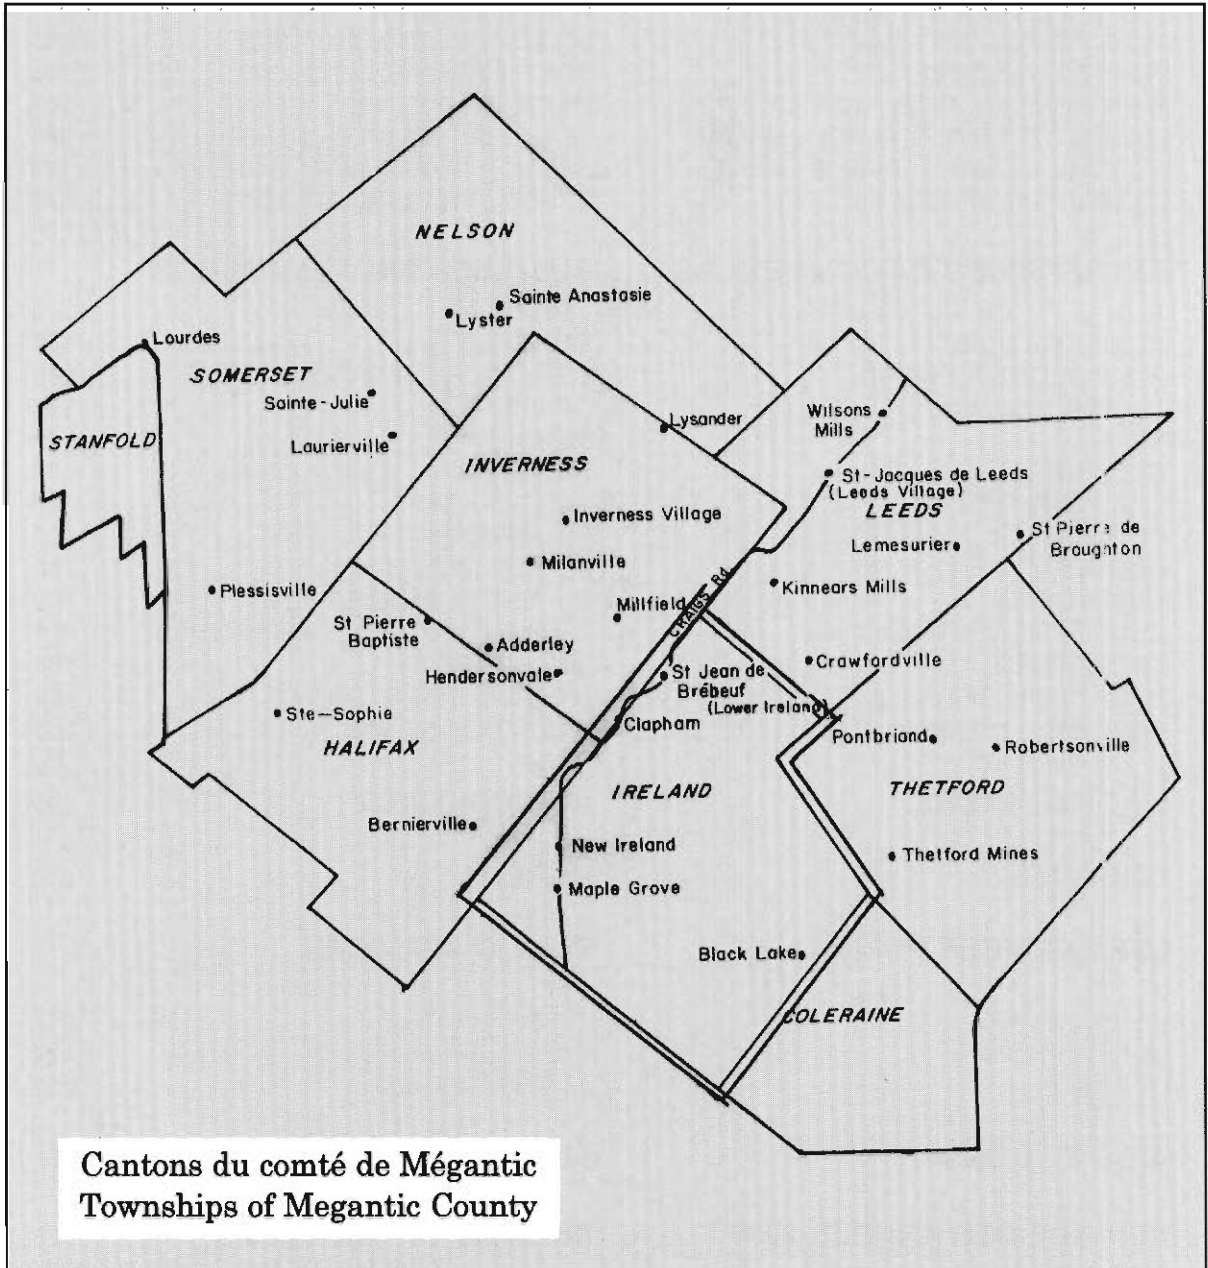 NELSON
Sainte Anastasie
Lyster
Lourdes
SOMERSET
Sainte-Julie
Laurierville
STANFOLD
Lysander
Wilsons
Mills
INVERNESS
St-Jacques de Leeds
(Leeds Village)
LEEDS
Inverness Village
St Pierre de
Broughton
Lemesurier
Milanville
Kinnears Mills
Plessisville
CRAIGS Rd
Millfield
St Pierre
Baptiste
Adderley
Hendersonvale
Crawfordville
St Jean de
Brébeuf
(Lower Ireland)
Ste-Sophie
Clapham
HALIFAX
Pontbriand
Robertsonville
IRELAND
THETFORD
Bernierville
New Ireland
Thetford Mines
Maple Grove
Black Lake
COLERAINE
Cantons du comté de Mégantic
Townships of Megantic County